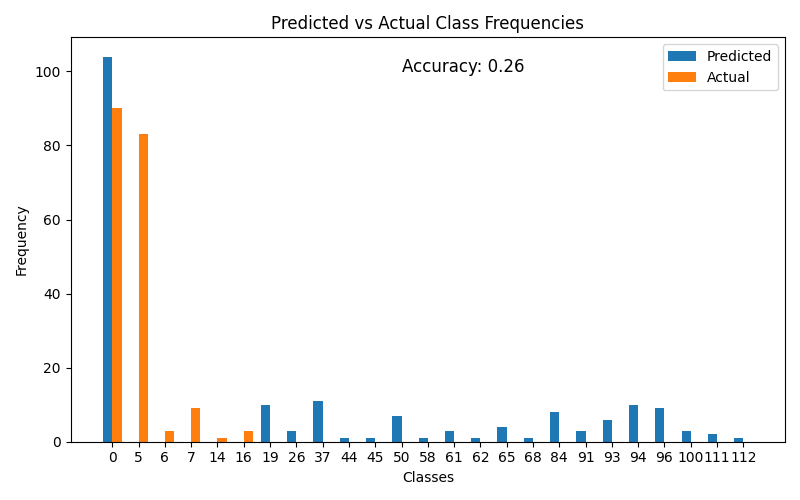 Predicted vs Actual Class Frequencies
Accuracy: 0.26
Predicted
Actual
Frequency
100
80
60
40
20
0
0 5 6 7 14 16 19 26 37 44 45 50 58 61 62 65 68 84 91 93 94 96 100 111 112
Classes